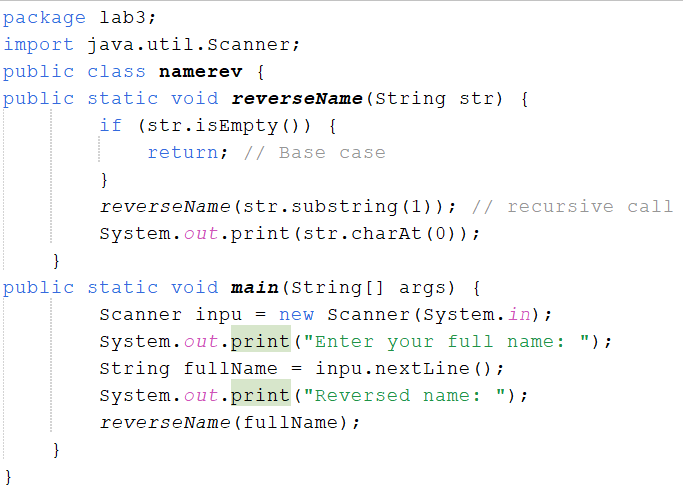 package lab3;
import java.util.Scanner;
public class namerev {
public static void reverseName(String str) {
        if (str.isEmpty()) {
            return; // Base case
        }
        reverseName(str.substring(1)); // recursive call
        System.out.print(str.charAt(0));
    }
public static void main(String[] args) {
        Scanner inpu = new Scanner(System.in);
        System.out.print("Enter your full name: ");
        String fullName = inpu.nextLine();
        System.out.print("Reversed name: ");
        reverseName(fullName);
    }
}